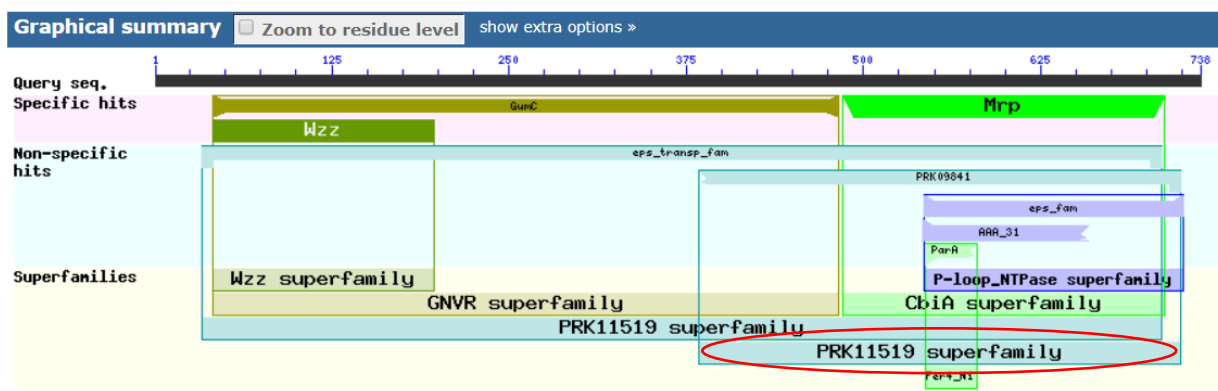 Graphical summary Zoom to residue level show extra options »
1 125 250 375 500 625 738
Query seq.
Specific hits GumC Mrp
Wzz
Non-specific hits eps_transp_fam
PRK09841
eps_fam
AAA_31
ParA
Superfamilies Wzz superfamily P-loop_NTPase superfamily
GNVR superfamily CbiA superfamily
PRK11519 superfamily
PRK11519 superfamily